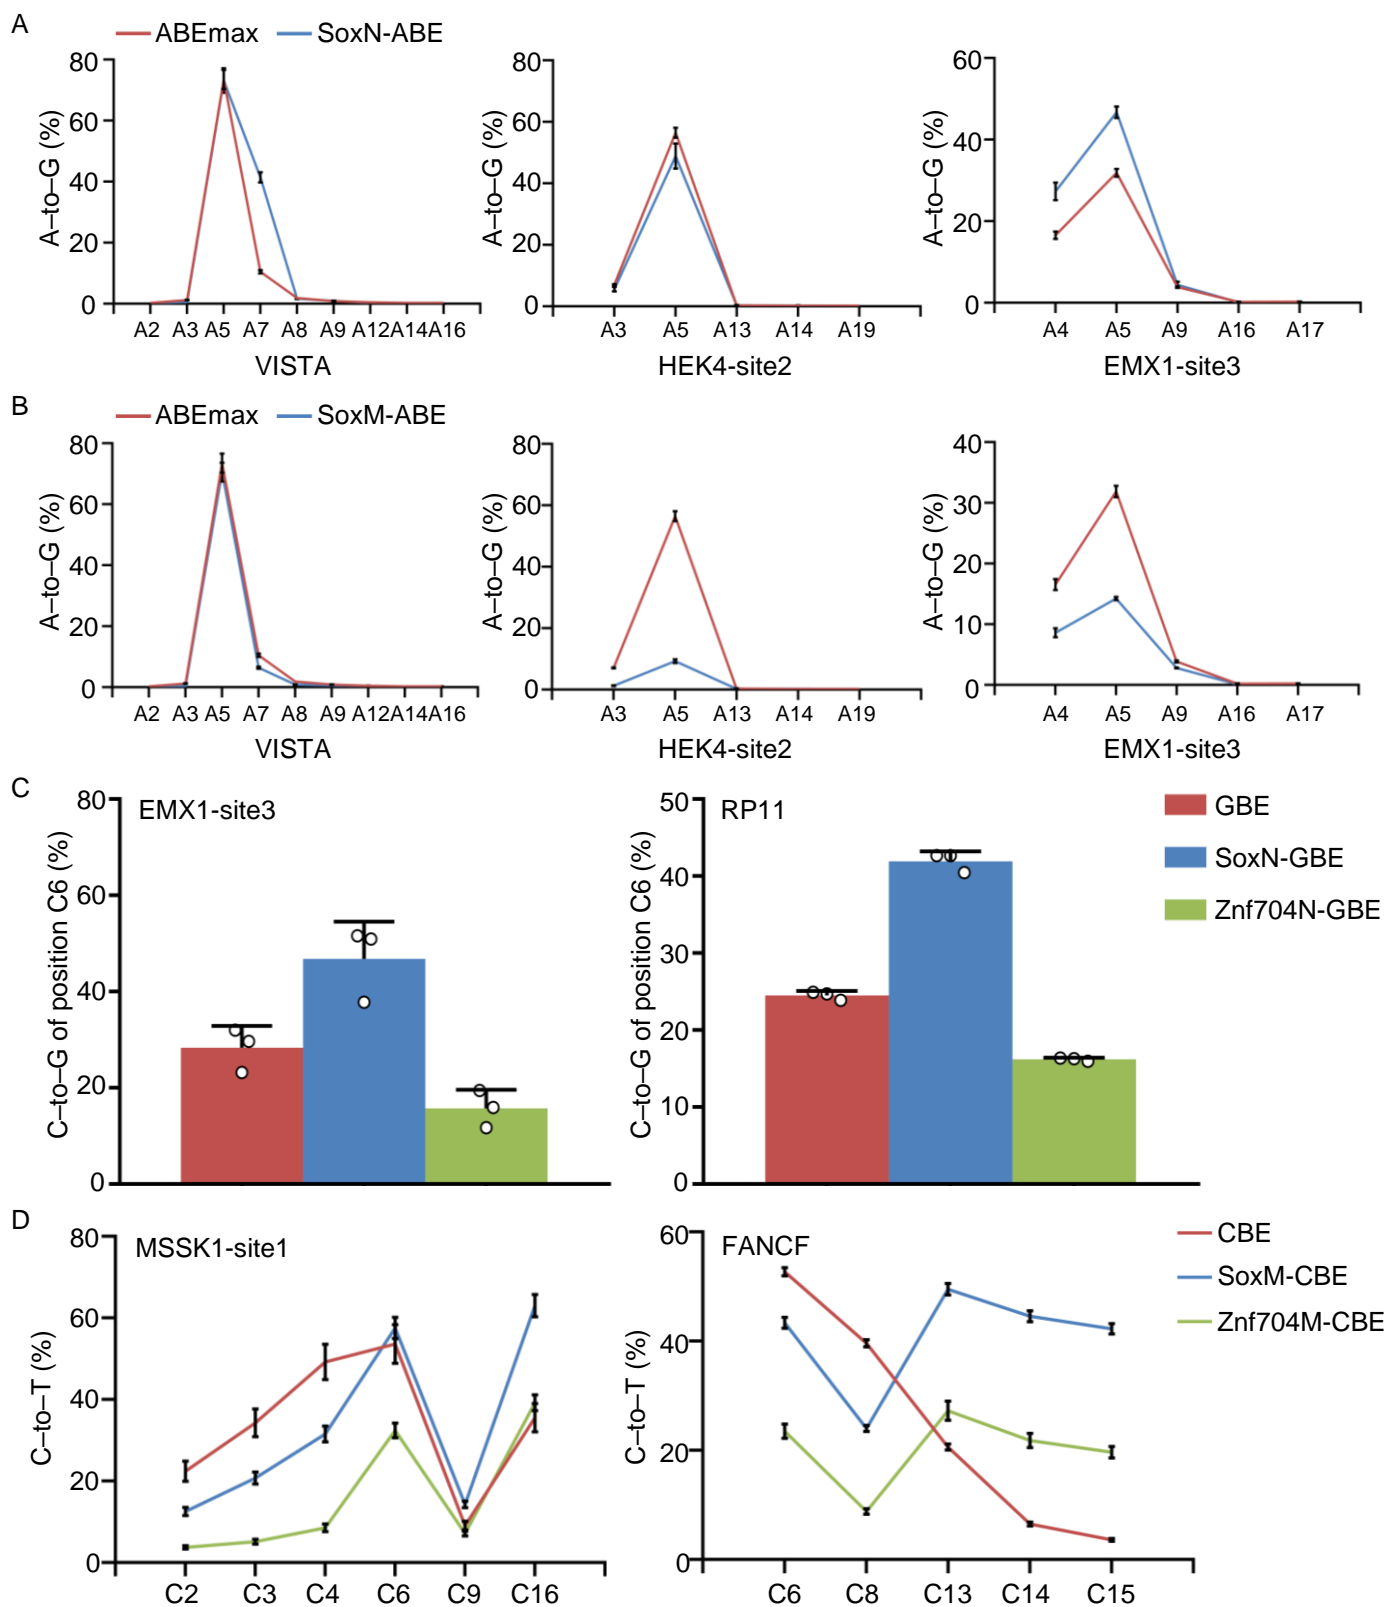 A
ABEmax SoxN-ABE
80 60 40 20 0
A–to–G (%)
A2 A3 A5 A7 A8 A9 A12 A14 A16
VISTA
80 60 40 20 0
A–to–G (%)
A3 A5 A13 A14 A19
HEK4-site2
60 40 20 0
A–to–G (%)
A4 A5 A9 A16 A17
EMX1-site3
B
ABEmax SoxM-ABE
80 60 40 20 0
A–to–G (%)
A2 A3 A5 A7 A8 A9 A12 A14 A16
VISTA
80 60 40 20 0
A–to–G (%)
A3 A5 A13 A14 A19
HEK4-site2
40 30 20 10 0
A–to–G (%)
A4 A5 A9 A16 A17
EMX1-site3
C
EMX1-site3
80 60 40 20 0
C–to–G of position C6 (%)
RP11
50 40 30 20 10 0
C–to–G of position C6 (%)
GBE
SoxN-GBE
Znf704N-GBE
D
MSSK1-site1
80 60 40 20 0
C–to–T (%)
C2 C3 C4 C6 C9 C16
FANCF
60 40 20 0
C–to–T (%)
C6 C8 C13 C14 C15
CBE
SoxM-CBE
Znf704M-CBE